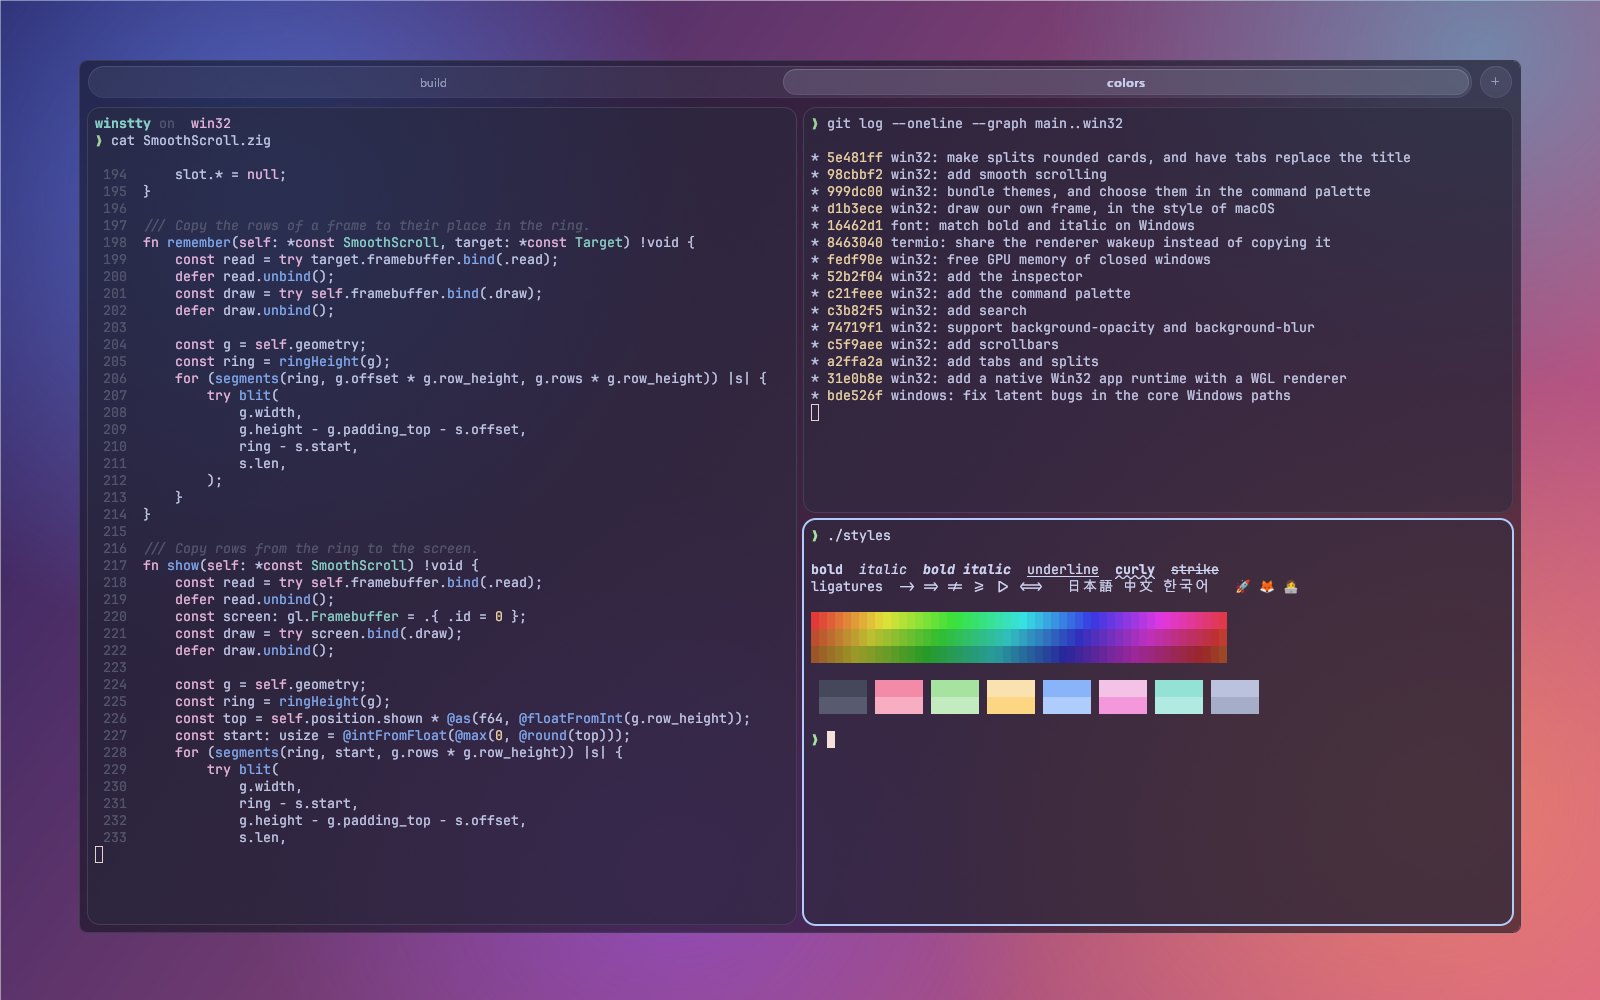 build
colors
+
winstty on win32
❯ cat SmoothScroll.zig
194 slot.* = null;
195 }
196
197 /// Copy the rows of a frame to their place in the ring.
198 fn remember(self: *const SmoothScroll, target: *const Target) !void {
199 const read = try target.framebuffer.bind(.read);
200 defer read.unbind();
201 const draw = try self.framebuffer.bind(.draw);
202 defer draw.unbind();
203
204 const g = self.geometry;
205 const ring = ringHeight(g);
206 for (segments(ring, g.offset * g.row_height, g.rows * g.row_height)) |s| {
207 try blit(
208 g.width,
209 g.height - g.padding_top - s.offset,
210 ring - s.start,
211 s.len,
212 );
213 }
214 }
215
216 /// Copy rows from the ring to the screen.
217 fn show(self: *const SmoothScroll) !void {
218 const read = try self.framebuffer.bind(.read);
219 defer read.unbind();
220 const screen: gl.Framebuffer = .{ .id = 0 };
221 const draw = try screen.bind(.draw);
222 defer draw.unbind();
223
224 const g = self.geometry;
225 const ring = ringHeight(g);
226 const top = self.position.shown * @as(f64, @floatFromInt(g.row_height));
227 const start: usize = @intFromFloat(@max(0, @round(top)));
228 for (segments(ring, start, g.rows * g.row_height)) |s| {
229 try blit(
230 g.width,
231 ring - s.start,
232 g.height - g.padding_top - s.offset,
233 s.len,
❯ git log --oneline --graph main..win32
* 5e481ff win32: make splits rounded cards, and have tabs replace the title
* 98cbbf2 win32: add smooth scrolling
* 999dc00 win32: bundle themes, and choose them in the command palette
* d1b3ece win32: draw our own frame, in the style of macOS
* 16462d1 font: match bold and italic on Windows
* 8463040 termio: share the renderer wakeup instead of copying it
* fedf90e win32: free GPU memory of closed windows
* 52b2f04 win32: add the inspector
* c21feee win32: add the command palette
* c3b82f5 win32: add search
* 74719f1 win32: support background-opacity and background-blur
* c5f9aee win32: add scrollbars
* a2ffa2a win32: add tabs and splits
* 31e0b8e win32: add a native Win32 app runtime with a WGL renderer
* bde526f windows: fix latent bugs in the core Windows paths
❯ ./styles
bold italic bold italic underline curly strike
ligatures -> => != >= |> <=> 日本語 中文 한국어 🚀 🦊 🧑‍💻
❯